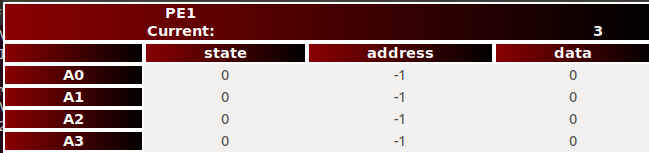 PE1
Current: 3
state address data
A0 0 -1 0
A1 0 -1 0
A2 0 -1 0
A3 0 -1 0